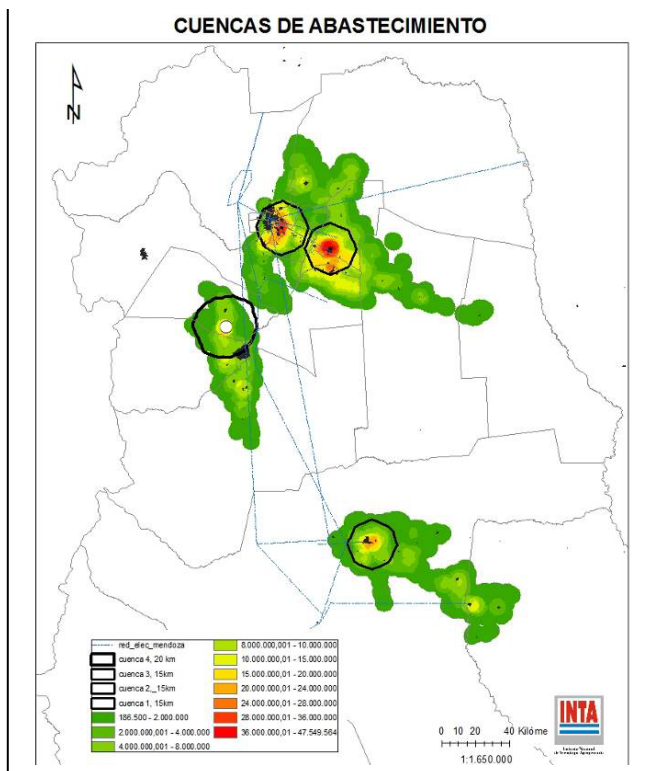 CUENCAS DE ABASTECIMIENTO
N
red_elec_mendoza
cuenca 4, 20 km
cuenca 3, 15km
cuenca 2,_15km
cuenca 1, 15km
186.500 - 2.000.000
2.000.000,001 - 4.000.000
4.000.000,001 - 8.000.000
8.000.000,001 - 10.000.000
10.000.000,01 - 15.000.000
15.000.000,01 - 20.000.000
20.000.000,01 - 24.000.000
24.000.000,01 - 28.000.000
28.000.000,01 - 36.000.000
36.000.000,01 - 47.549.564
0 10 20 40 Kilóme
1:1.650.000
INTA